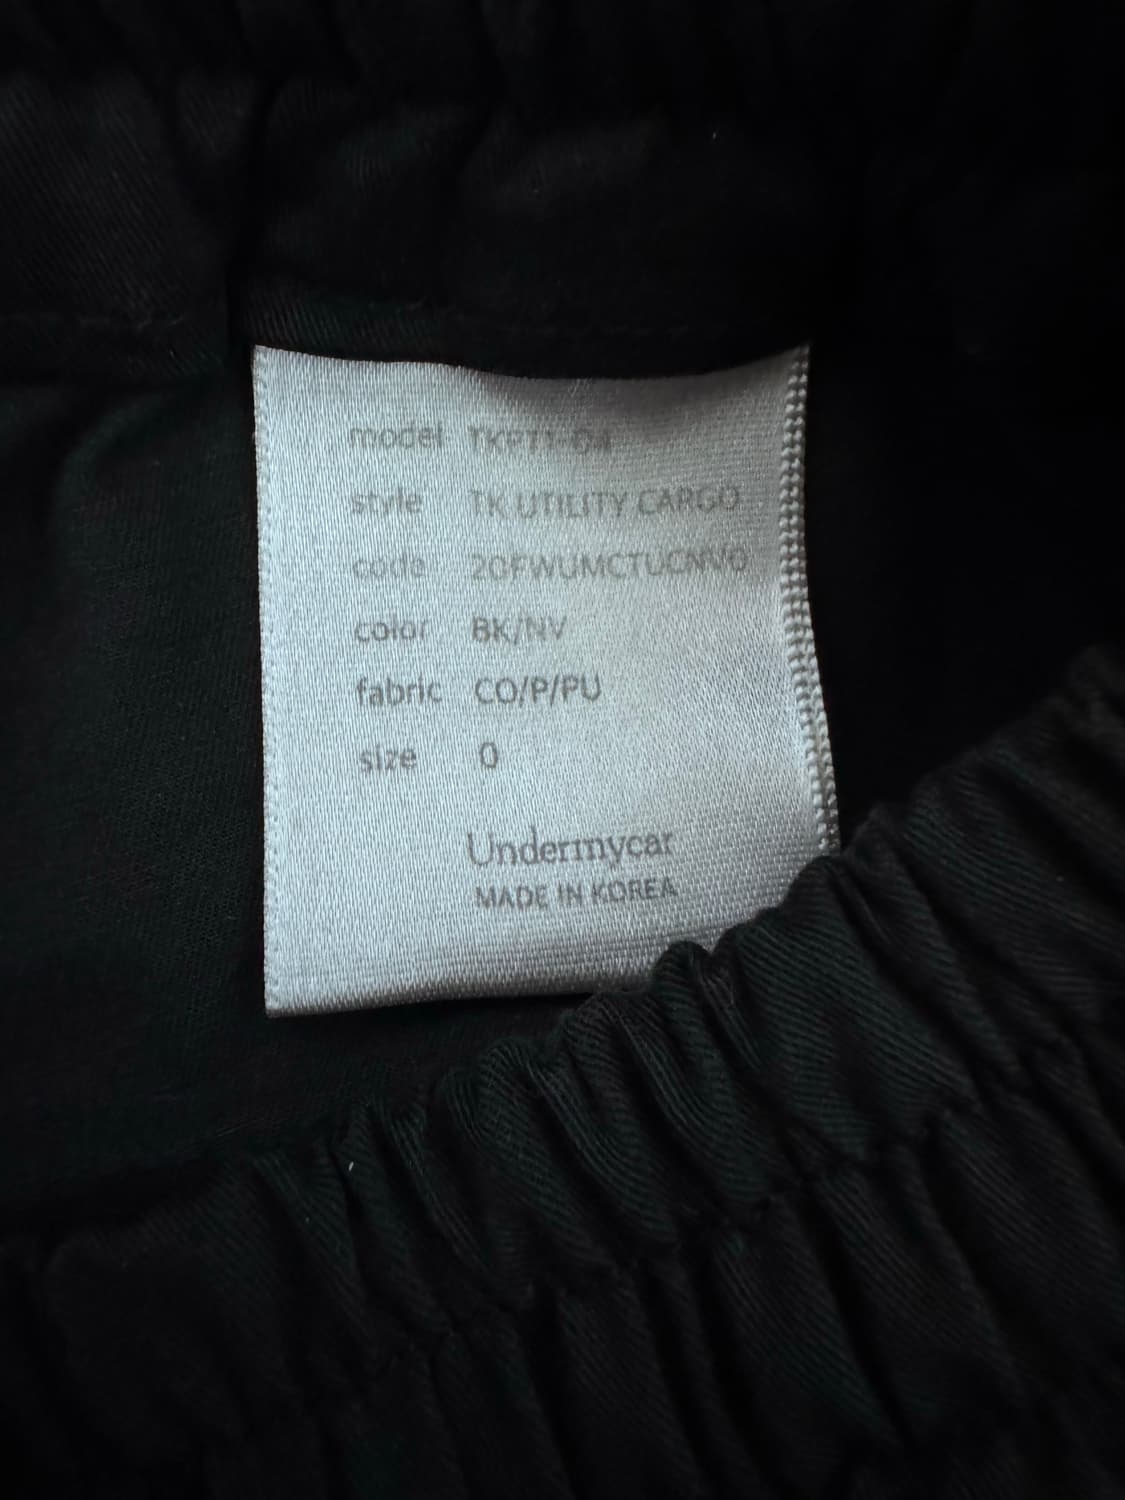 model TKPT1-04
style TK UTILITY CARGO
code 20FWUMCTUCNV0
color BK/NV
fabric CO/P/PU
size 0
Undermycar
MADE IN KOREA